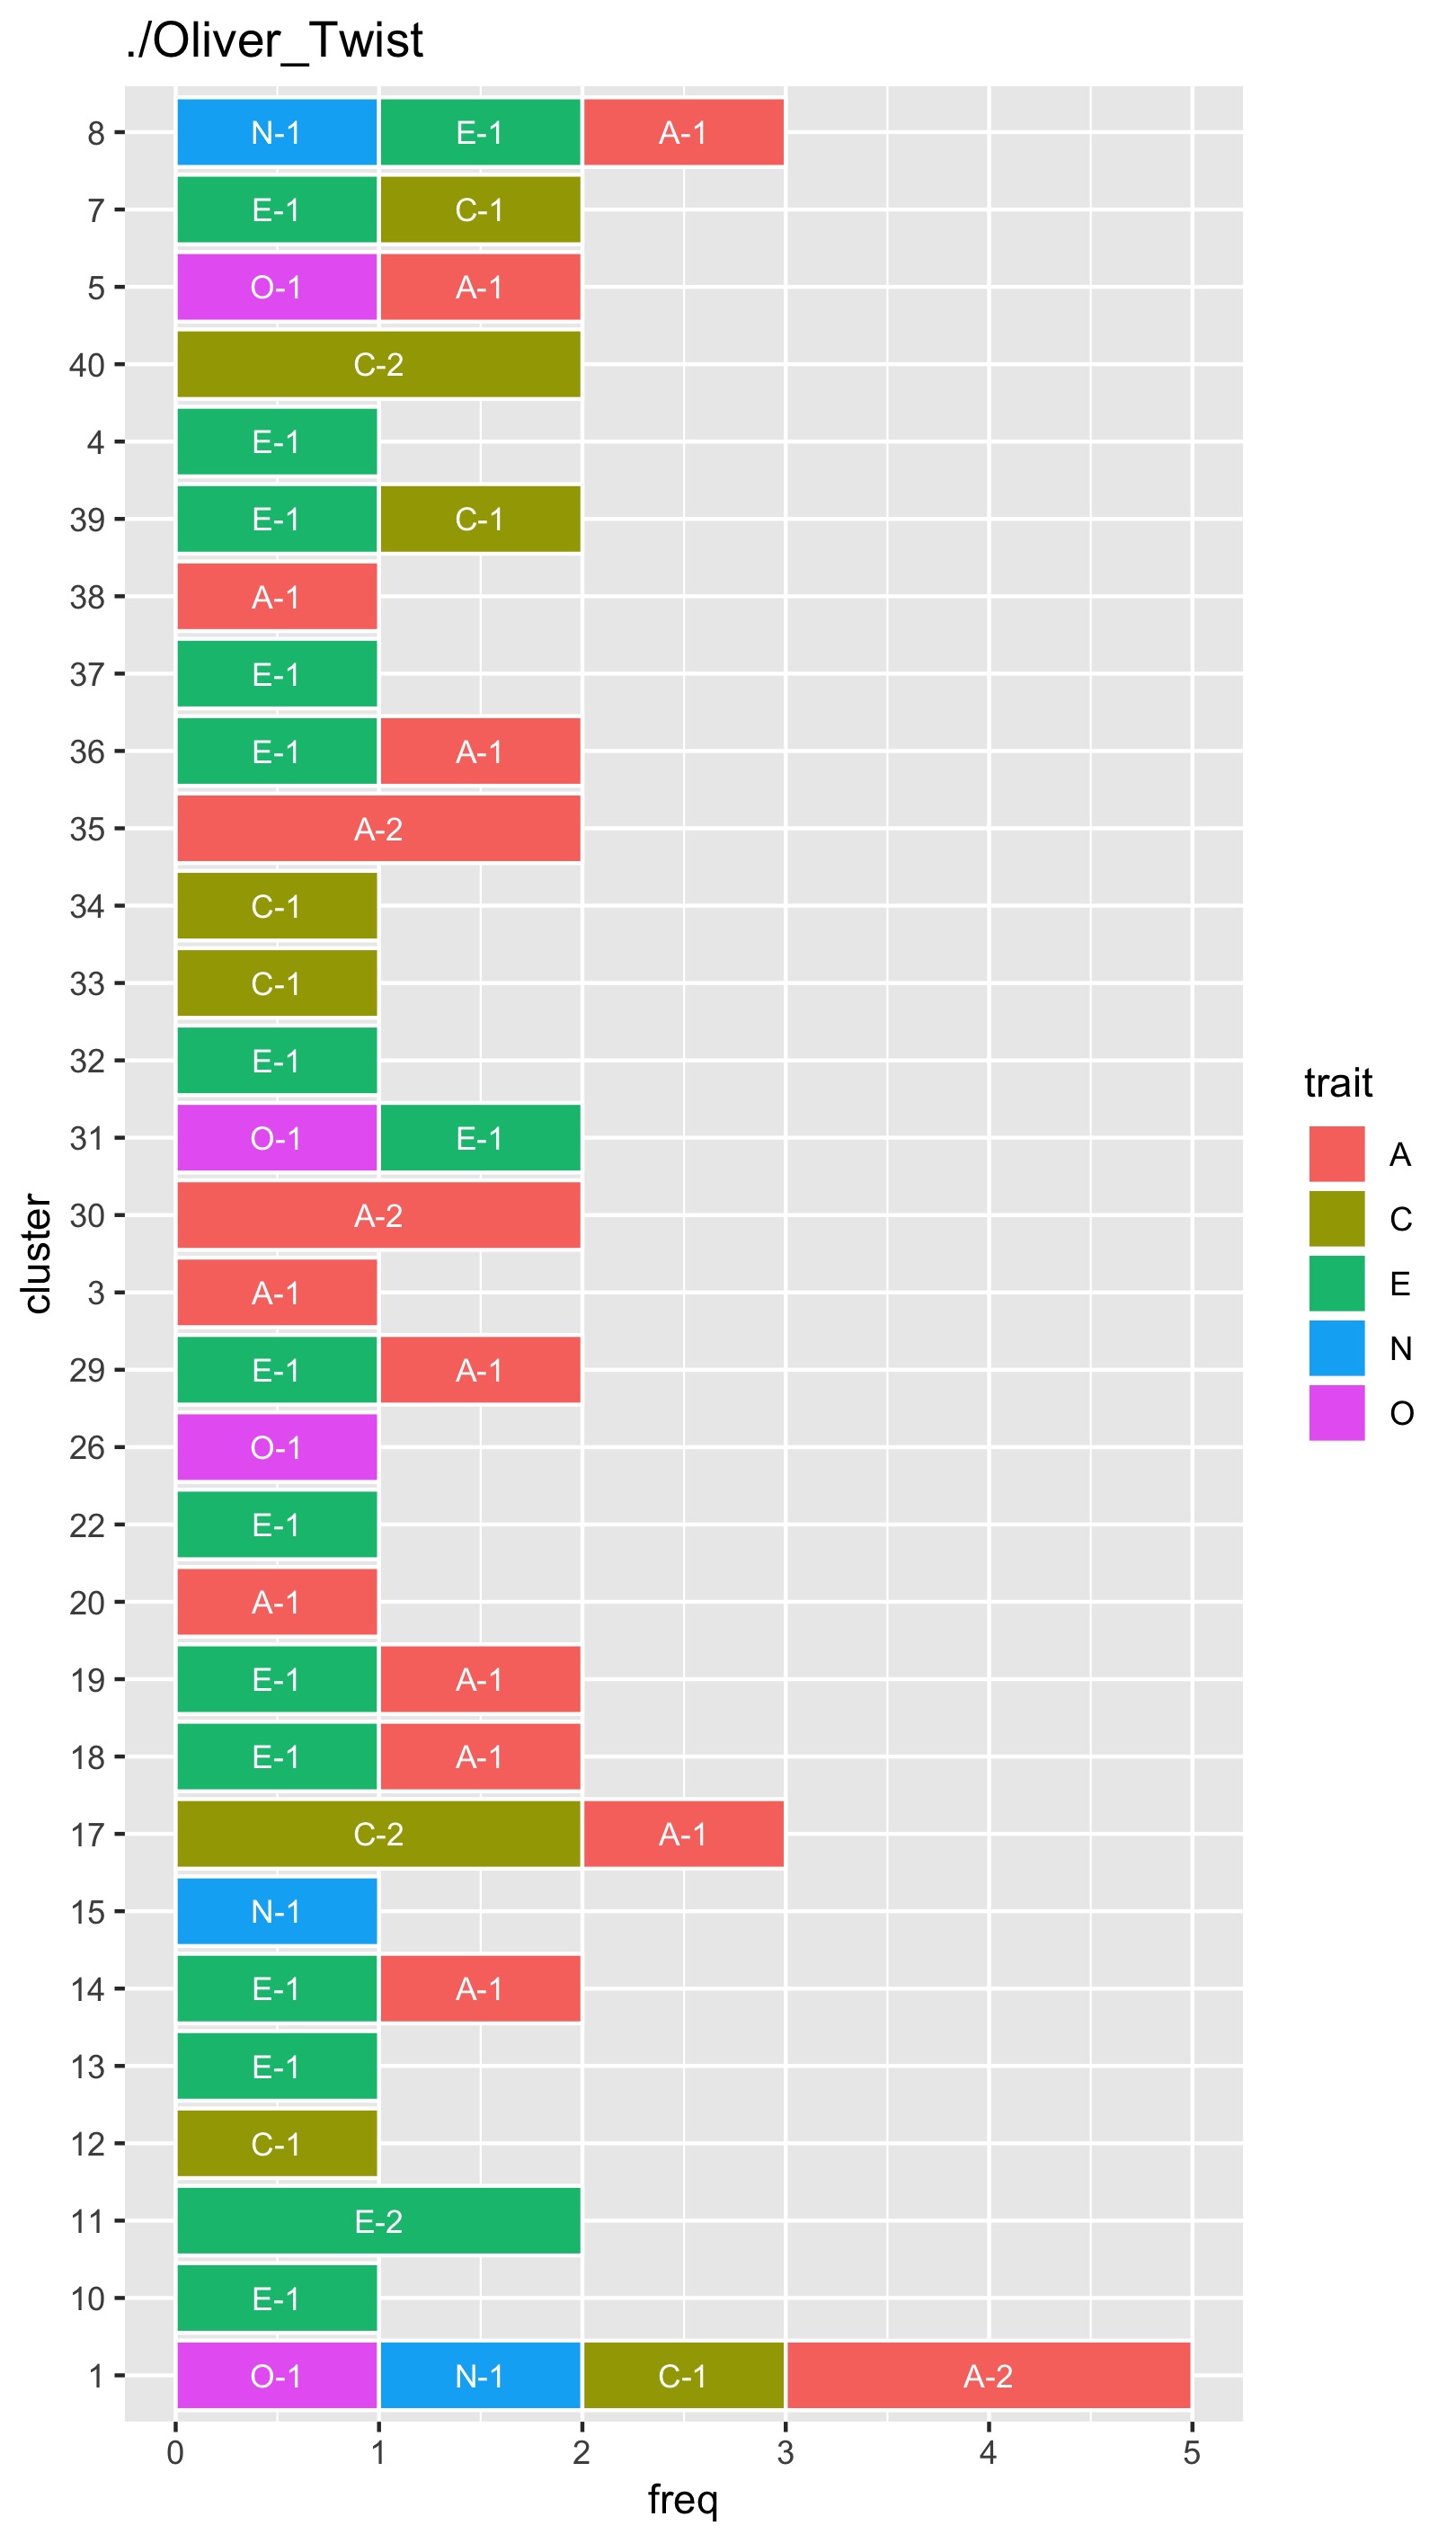 ./Oliver_Twist
8 N-1 E-1 A-1
7 E-1 C-1
5 O-1 A-1
40 C-2
4 E-1
39 E-1 C-1
38 A-1
37 E-1
36 E-1 A-1
35 A-2
34 C-1
33 C-1
32 E-1
31 O-1 E-1
30 A-2
3 A-1
29 E-1 A-1
26 O-1
22 E-1
20 A-1
19 E-1 A-1
18 E-1 A-1
17 C-2 A-1
15 N-1
14 E-1 A-1
13 E-1
12 C-1
11 E-2
10 E-1
1 O-1 N-1 C-1 A-2
0 1 2 3 4 5
freq
cluster
trait
A
C
E
N
O